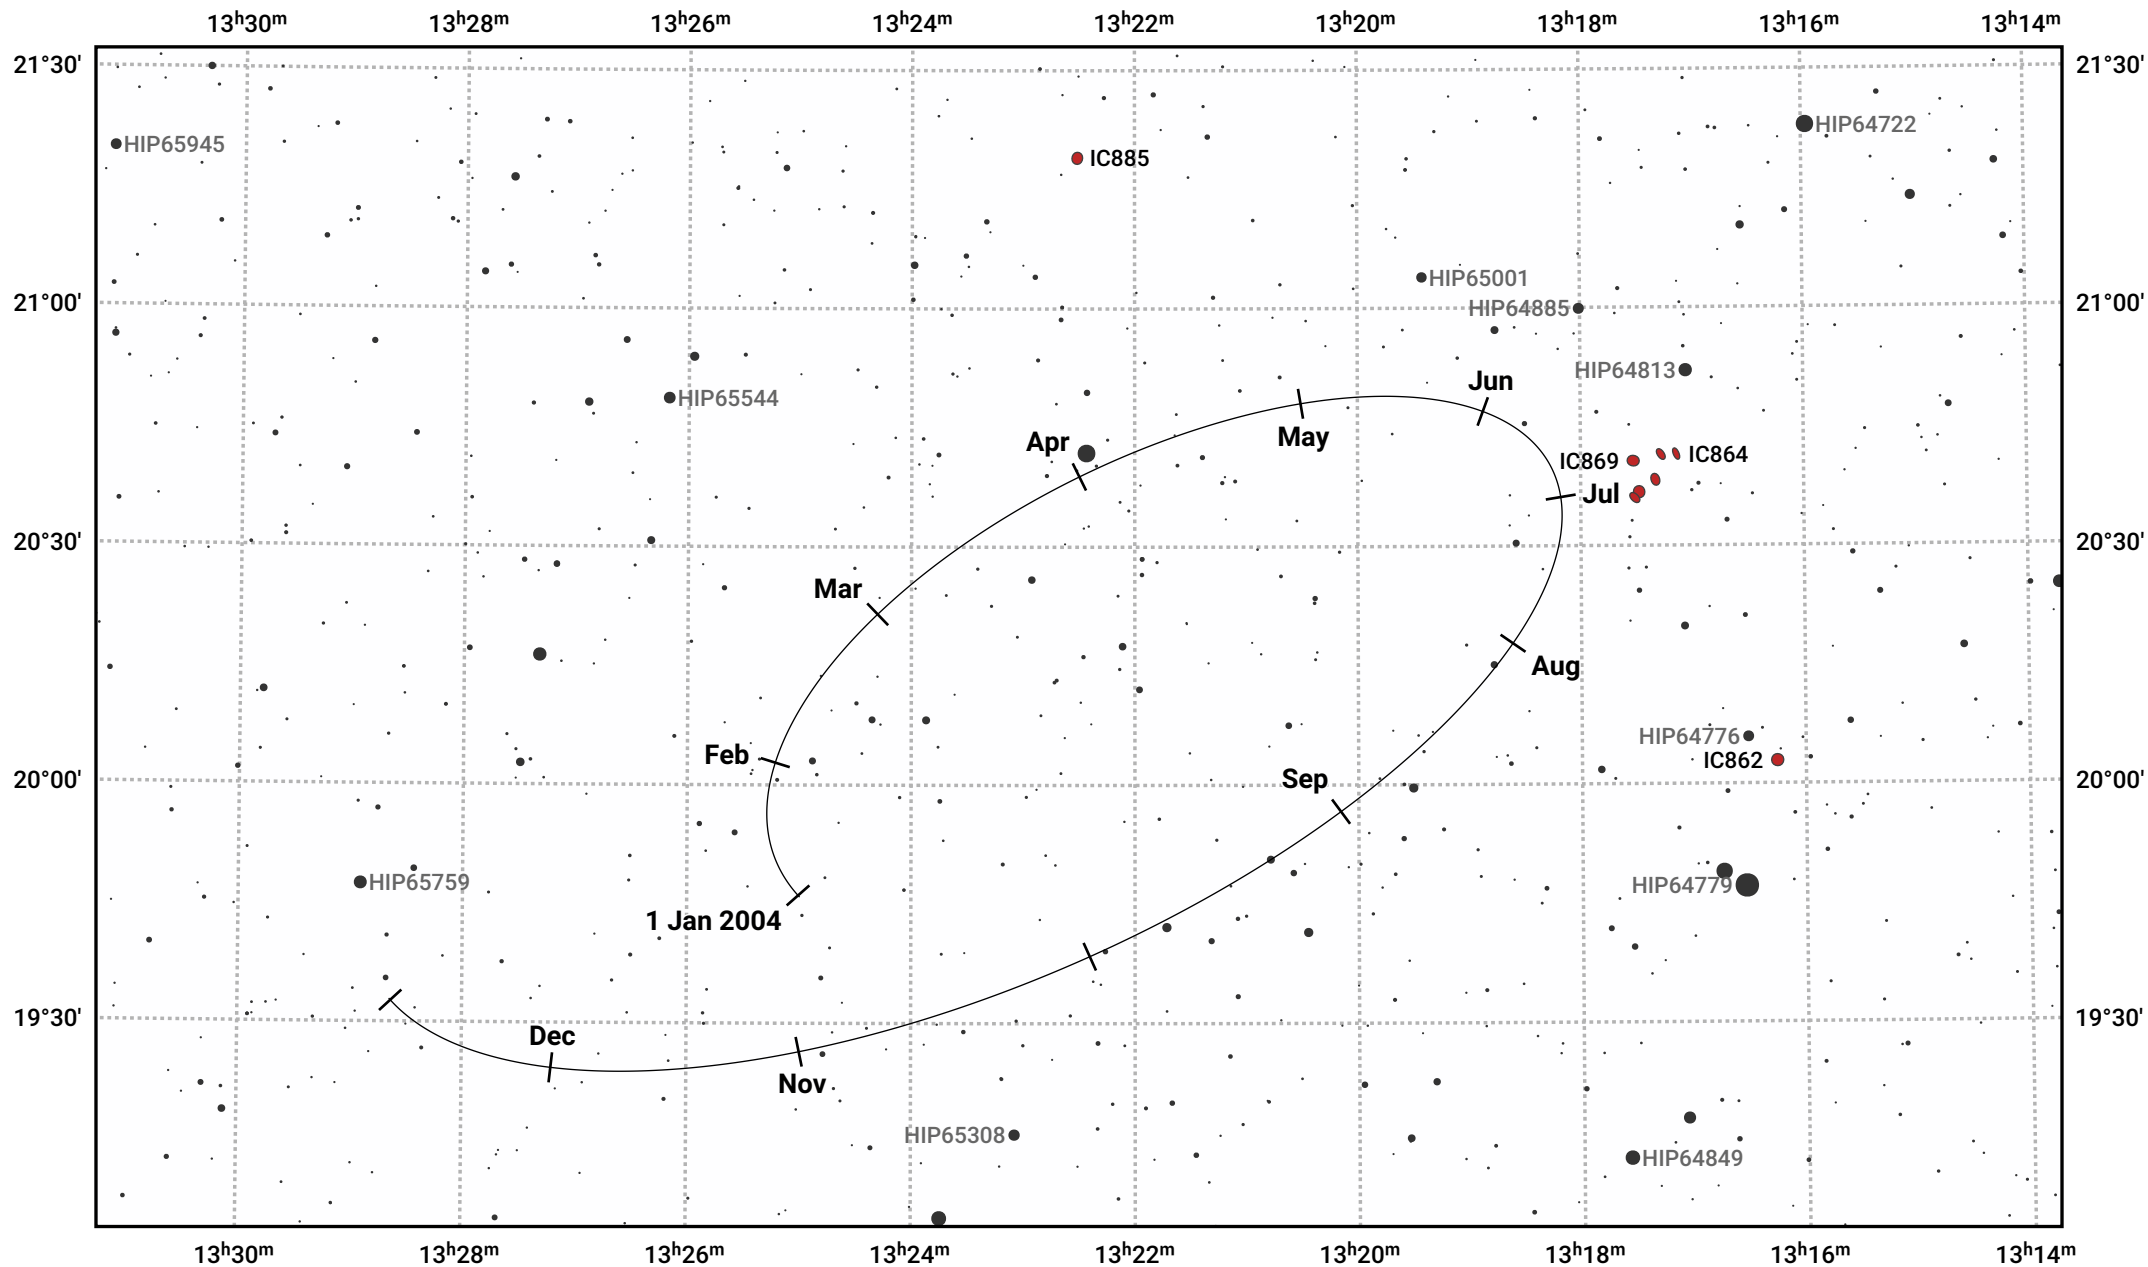 13ʰ30ᵐ 13ʰ28ᵐ 13ʰ26ᵐ 13ʰ24ᵐ 13ʰ22ᵐ 13ʰ20ᵐ 13ʰ18ᵐ 13ʰ16ᵐ 13ʰ14ᵐ
21°30' 21°30'
HIP64722
HIP65945
IC885
HIP65001
21°00' 21°00'
HIP64885
HIP64813
Jun
HIP65544
May
Apr
IC869 IC864
Jul
20°30' 20°30'
Mar
Aug
HIP64776
Feb
IC862
20°00' 20°00'
Sep
HIP65759
HIP64779
1 Jan 2004
19°30' 19°30'
Dec
Nov
HIP65308
HIP64849
13ʰ30ᵐ 13ʰ28ᵐ 13ʰ26ᵐ 13ʰ24ᵐ 13ʰ22ᵐ 13ʰ20ᵐ 13ʰ18ᵐ 13ʰ16ᵐ 13ʰ14ᵐ